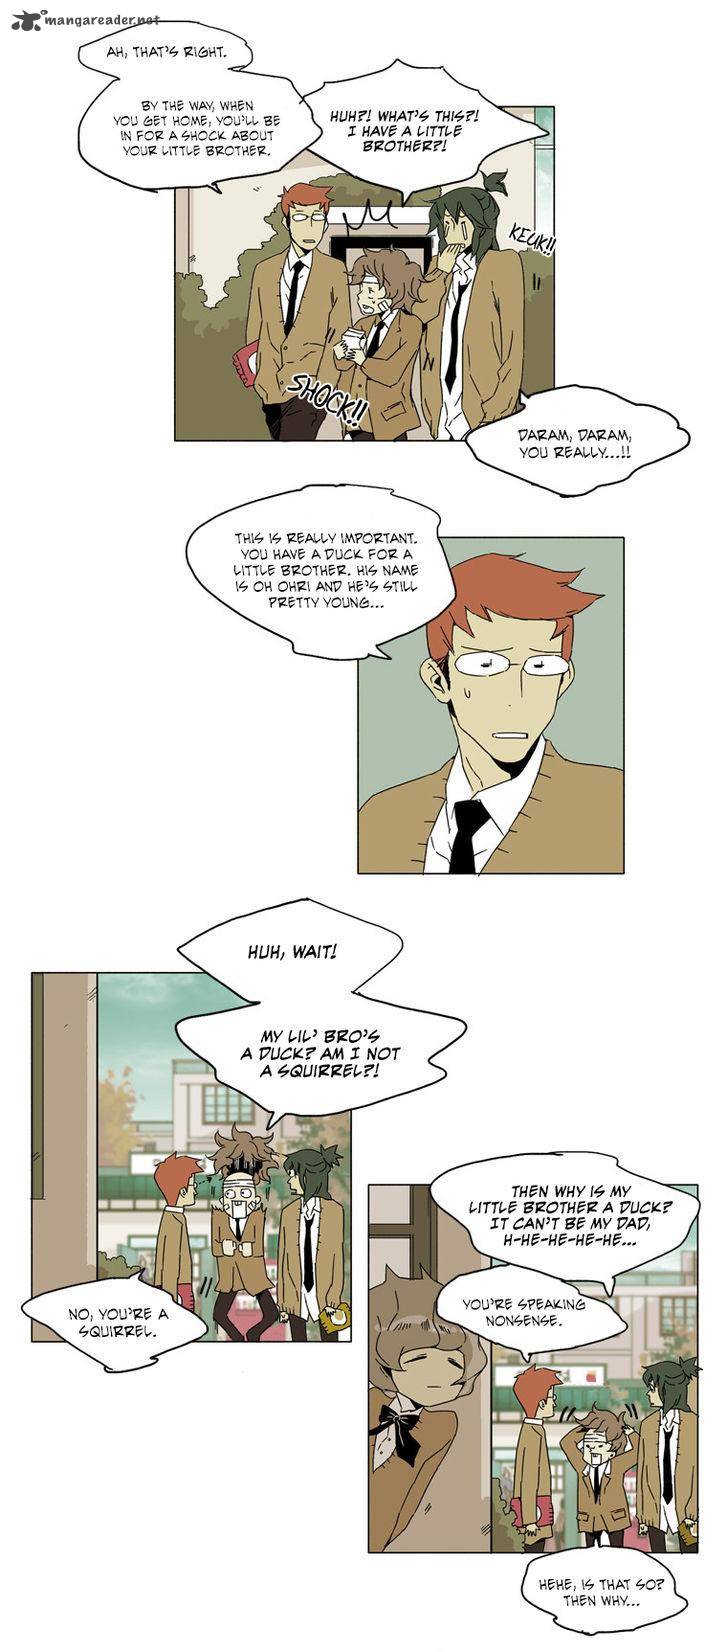 mangareader.net
AH, THAT'S RIGHT.
BY THE WAY, WHEN
YOU GET HOME, YOU'LL BE
IN FOR A SHOCK ABOUT
YOUR LITTLE BROTHER.
HUH?! WHAT'S THIS?!
I HAVE A LITTLE
BROTHER?!
KEUK!!
SHOCK!!
DARAM, DARAM,
YOU REALLY...!!
THIS IS REALLY IMPORTANT.
YOU HAVE A DUCK FOR A
LITTLE BROTHER. HIS NAME
IS OH OHRI AND HE'S STILL
PRETTY YOUNG...
HUH, WAIT!
MY LIL' BRO'S
A DUCK? AM I NOT
A SQUIRREL?!
NO, YOU'RE A
SQUIRREL.
THEN WHY IS MY
LITTLE BROTHER A DUCK?
IT CAN'T BE MY DAD,
H-HE-HE-HE-HE...
YOU'RE SPEAKING
NONSENSE.
HEHE, IS THAT SO?
THEN WHY...